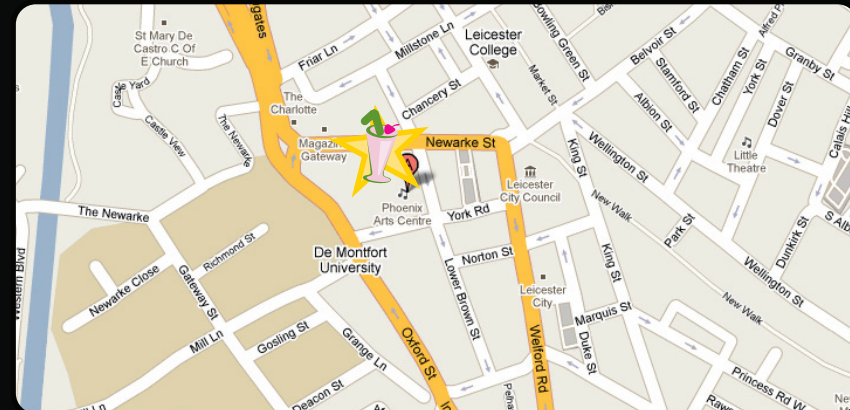 St Mary De
Castro C Of
E Church
Friar Ln
Millstone Ln
Leicester
College
Bowling Green St
Belvoir St
Granby St
Chatham St
York St
Dover St
Stamford St
Albion St
Market St
Chancery St
The
Charlotte
Castle View
The Newarke
Newarke St
Wellington St
King St
Little
Theatre
Calais Hill
Leicester
City Council
New Walk
Phoenix
Arts Centre
York Rd
Park St
Dunkirk St
The Newarke
Richmond St
De Montfort
University
Norton St
King St
Wellington St
Newarke Close
Gateway St
Lower Brown St
Leicester
City
New Walk
Western Blvd
Marquis St
Duke St
Mill Ln
Gosling St
Grange Ln
Oxford St
Welford Rd
Deacon St
Princess Rd W